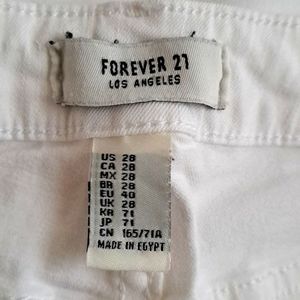 FOREVER 21
LOS ANGELES
US 28
CA 28
MX 28
BR 28
EU 40
UK 28
KR 71
JP 71
CN 165/71A
MADE IN EGYPT